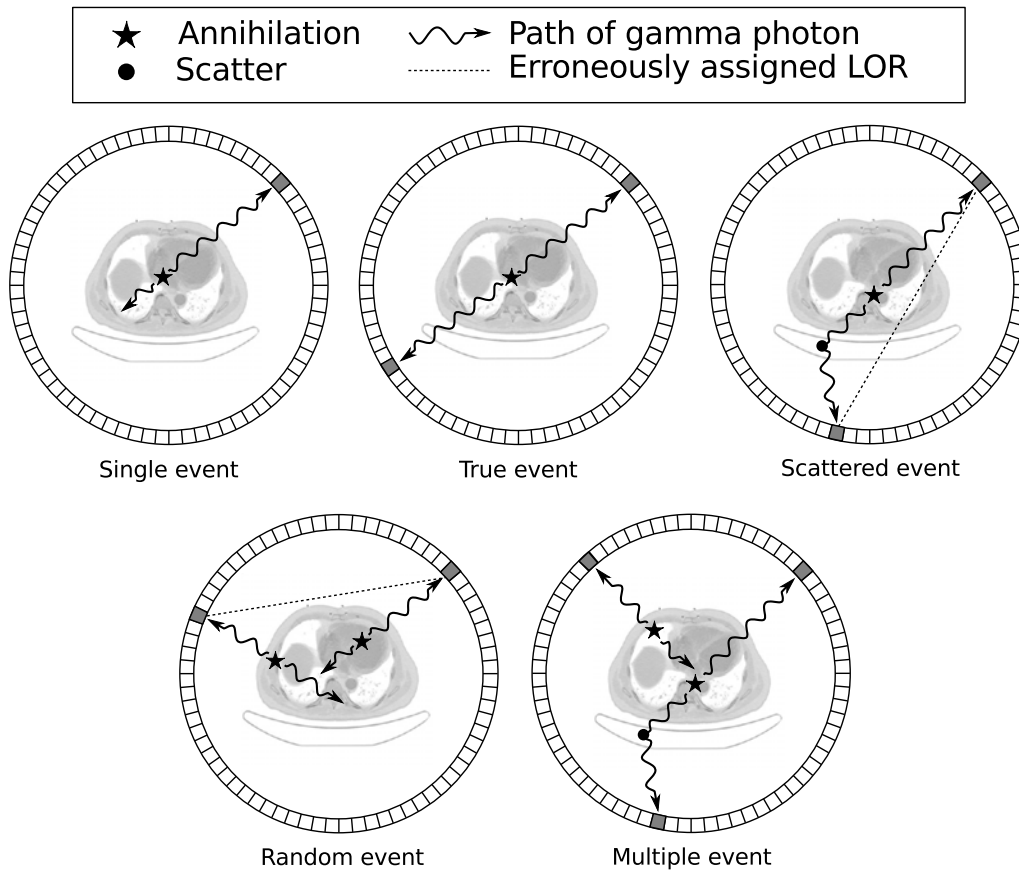 Annihilation
Path of gamma photon
Scatter
Erroneously assigned LOR
Single event
True event
Scattered event
Random event
Multiple event